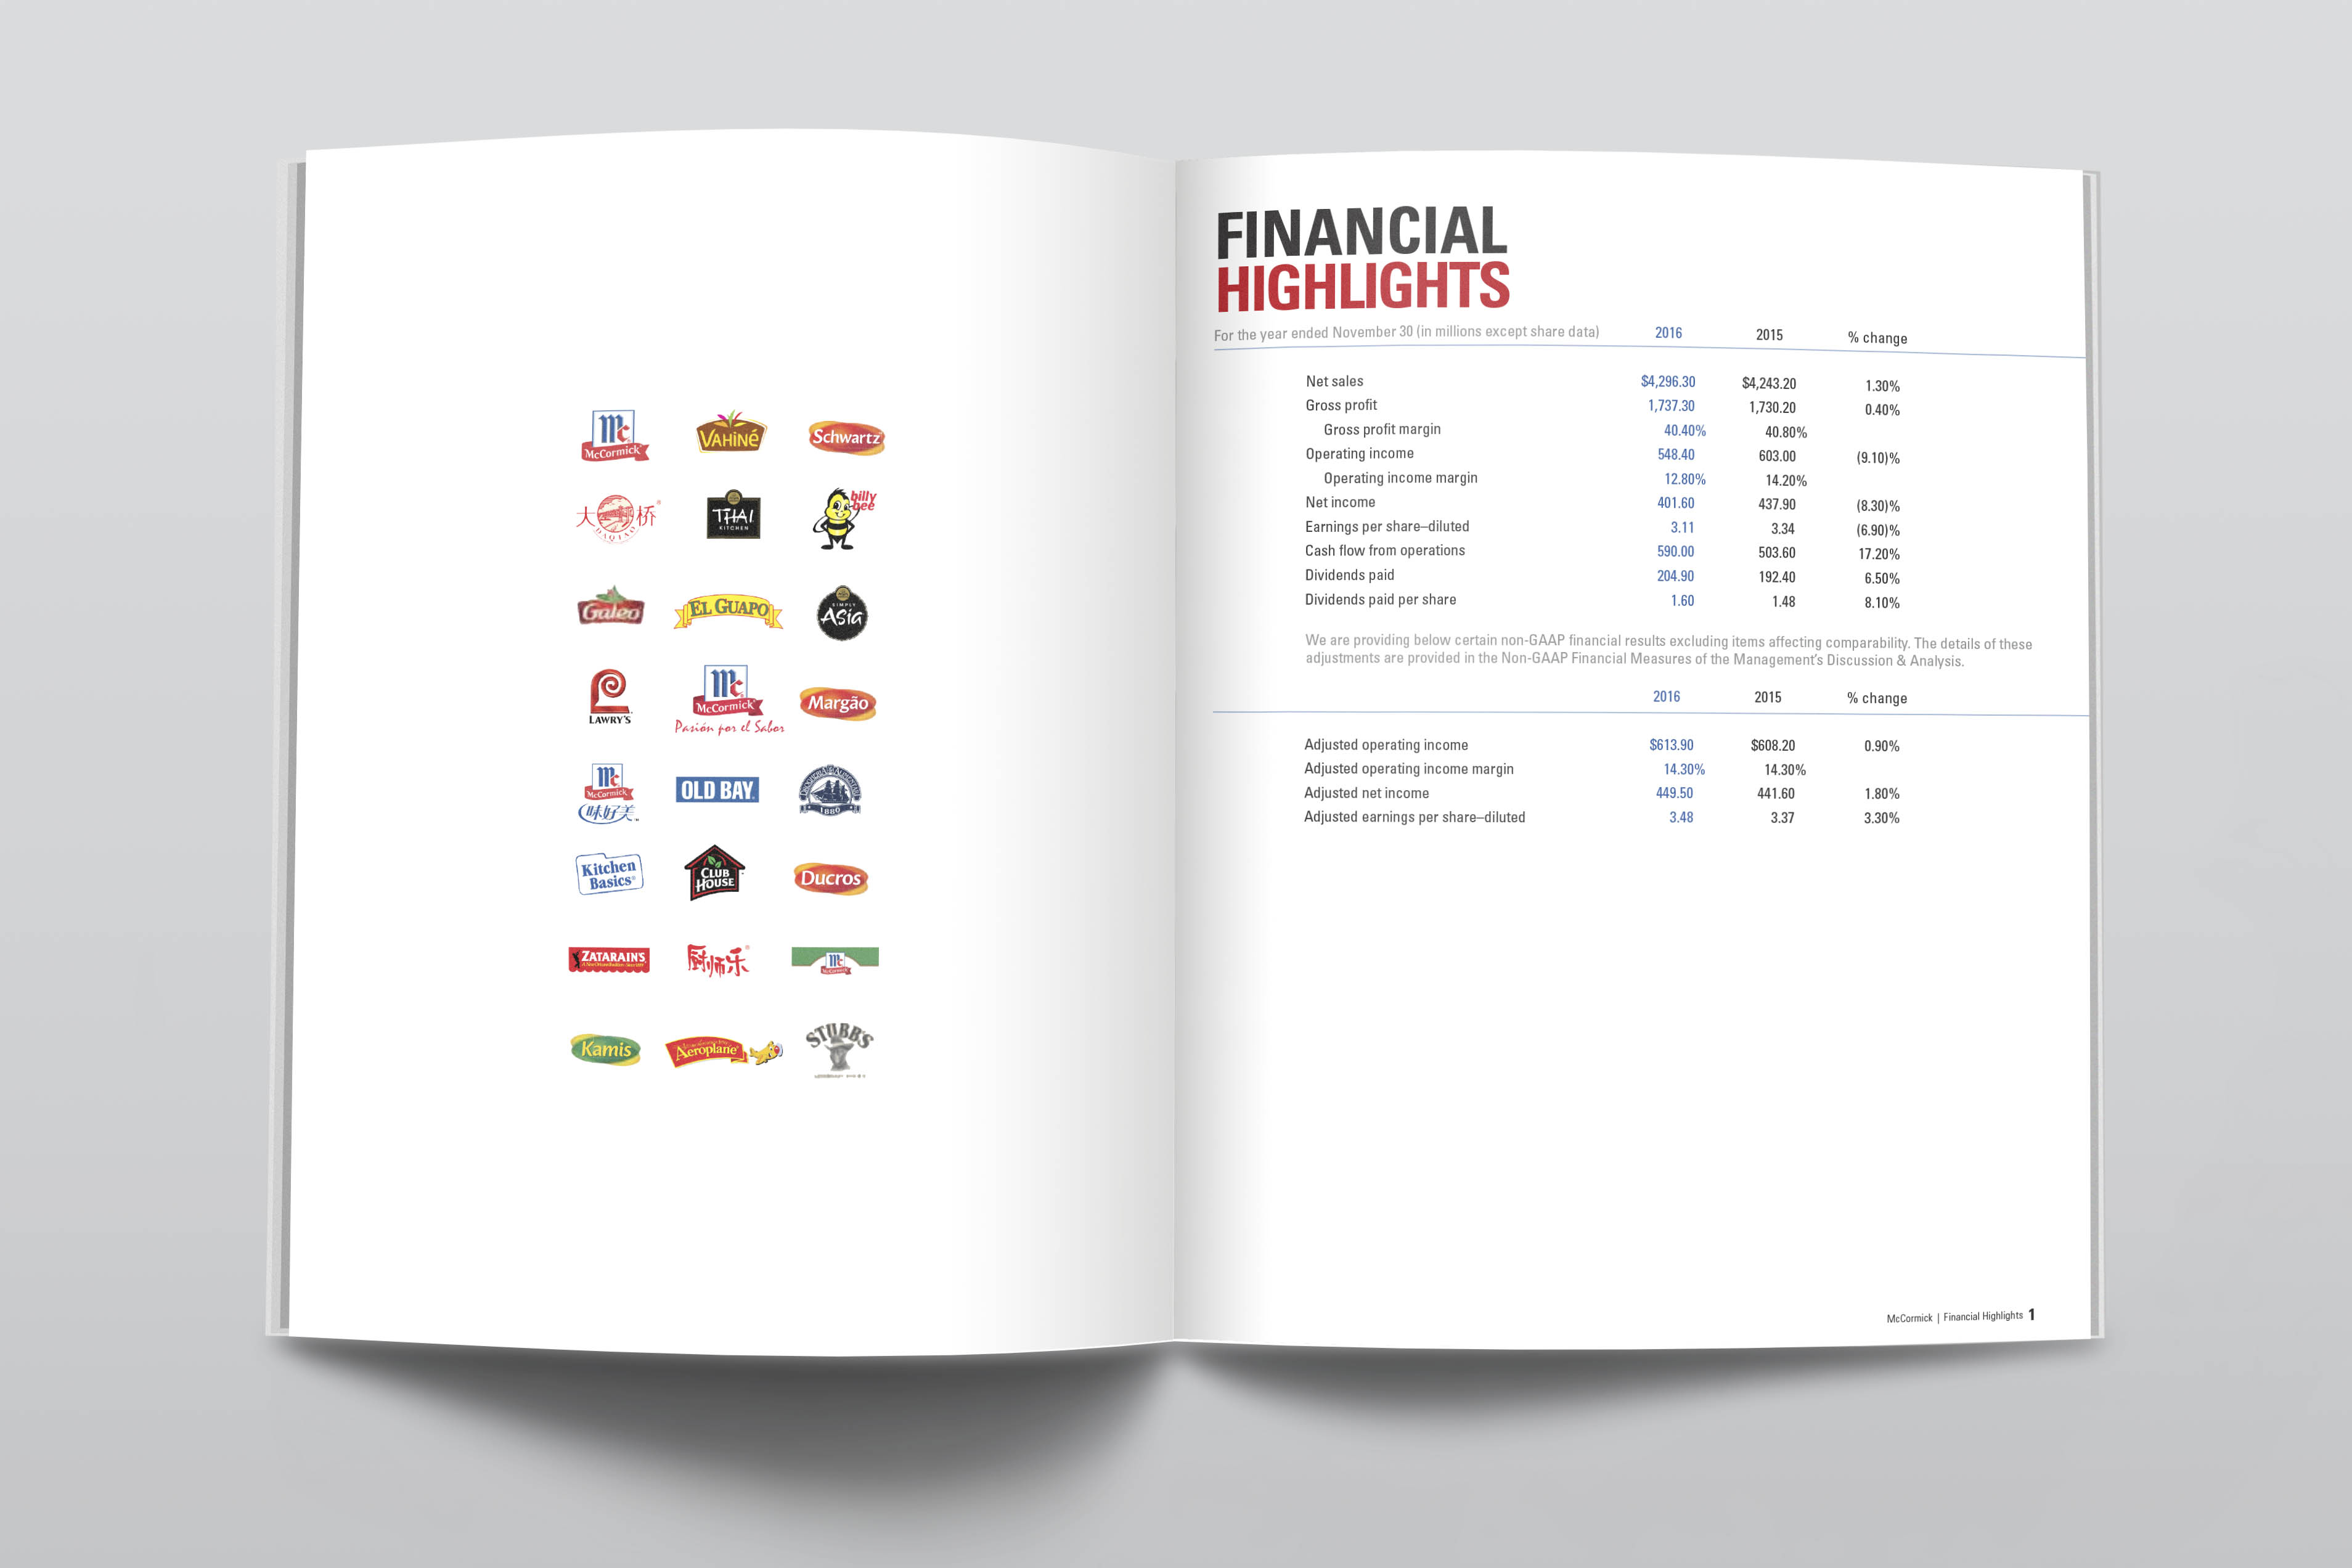 Mc
McCormick
VAHINÉ
Schwartz
大桥
DAQIAO
THAI
KITCHEN
billy
bee
Galeo
EL GUAPO
SIMPLY
Asia
LAWRY'S
Mc
McCormick
Pasión por el Sabor
Margão
Mc
McCormick
味好美
OLD BAY
1880
Kitchen
Basics
CLUB
HOUSE
Ducros
ZATARAIN'S
厨师乐
Mc
McCormick
Kamis
Aeroplane
STUBB'S
FINANCIAL
HIGHLIGHTS
For the year ended November 30 (in millions except share data) 2016 2015 % change
Net sales $4,296.30 $4,243.20 1.30%
Gross profit 1,737.30 1,730.20 0.40%
Gross profit margin 40.40% 40.80%
Operating income 548.40 603.00 (9.10)%
Operating income margin 12.80% 14.20%
Net income 401.60 437.90 (8.30)%
Earnings per share–diluted 3.11 3.34 (6.90)%
Cash flow from operations 590.00 503.60 17.20%
Dividends paid 204.90 192.40 6.50%
Dividends paid per share 1.60 1.48 8.10%
We are providing below certain non-GAAP financial results excluding items affecting comparability. The details of these
adjustments are provided in the Non-GAAP Financial Measures of the Management's Discussion & Analysis.
2016 2015 % change
Adjusted operating income $613.90 $608.20 0.90%
Adjusted operating income margin 14.30% 14.30%
Adjusted net income 449.50 441.60 1.80%
Adjusted earnings per share–diluted 3.48 3.37 3.30%
McCormick | Financial Highlights 1